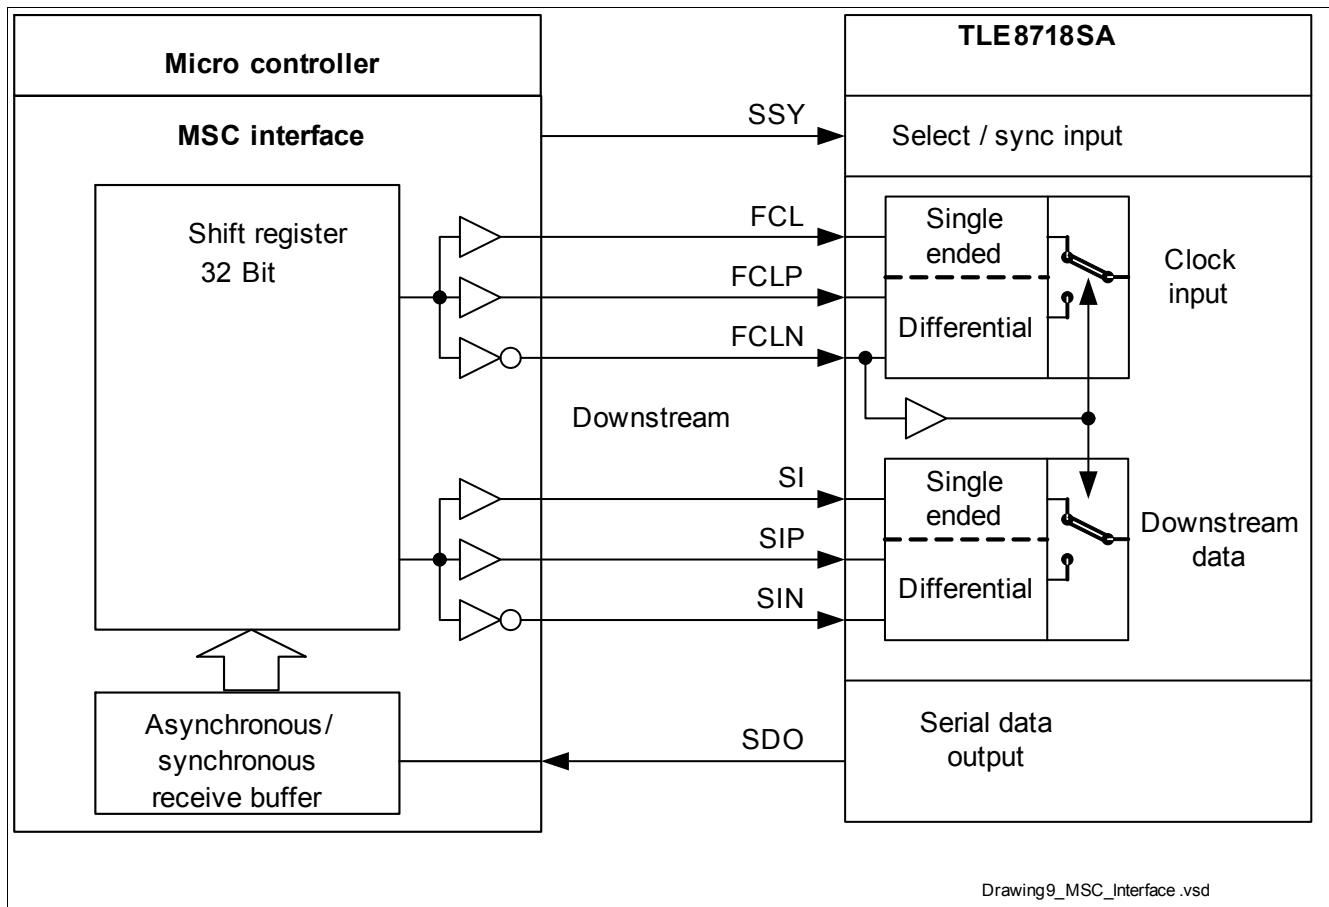 Micro controller
MSC interface
Shift register
32 Bit
Asynchronous/
synchronous
receive buffer
SSY
FCL
FCLP
FCLN
Downstream
SI
SIP
SIN
SDO
TLE8718SA
Select / sync input
Single
ended
Differential
Clock
input
Single
ended
Differential
Downstream
data
Serial data
output
Drawing9_MSC_Interface.vsd